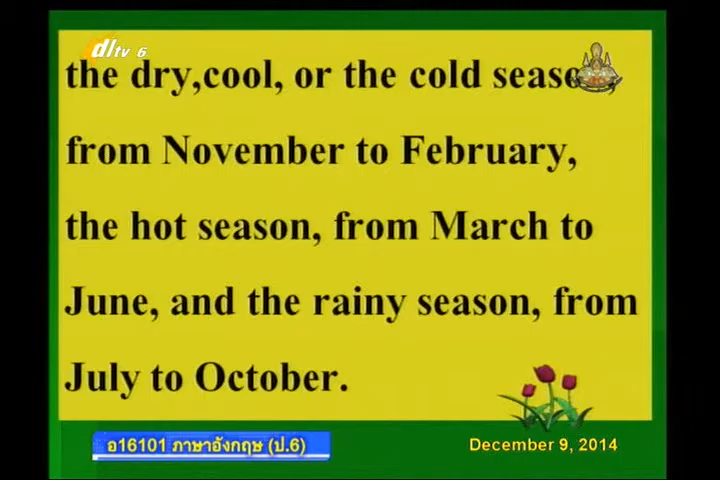 dltv 6
the dry,cool, or the cold season,
from November to February,
the hot season, from March to
June, and the rainy season, from
July to October.
อ16101 ภาษาอังกฤษ (ป.6)
December 9, 2014